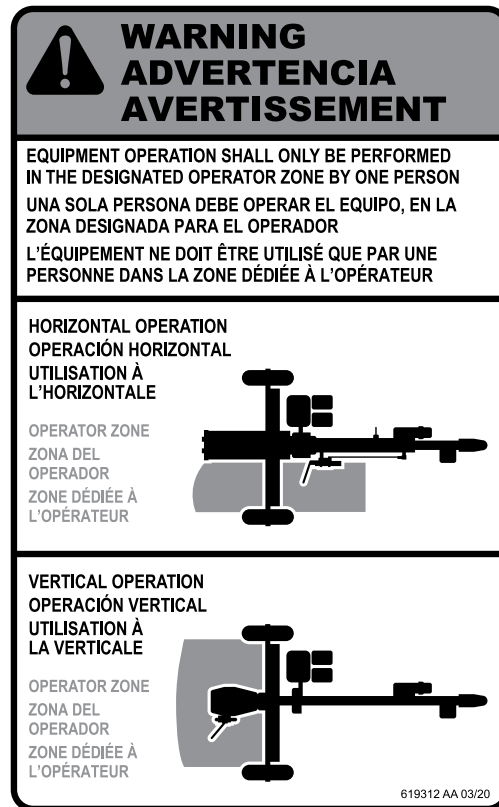 WARNING
ADVERTENCIA
AVERTISSEMENT
EQUIPMENT OPERATION SHALL ONLY BE PERFORMED
IN THE DESIGNATED OPERATOR ZONE BY ONE PERSON
UNA SOLA PERSONA DEBE OPERAR EL EQUIPO, EN LA
ZONA DESIGNADA PARA EL OPERADOR
L'ÉQUIPEMENT NE DOIT ÊTRE UTILISÉ QUE PAR UNE
PERSONNE DANS LA ZONE DÉDIÉE À L'OPÉRATEUR
HORIZONTAL OPERATION
OPERACIÓN HORIZONTAL
UTILISATION À
L'HORIZONTALE
OPERATOR ZONE
ZONA DEL
OPERADOR
ZONE DÉDIÉE À
L'OPÉRATEUR
VERTICAL OPERATION
OPERACIÓN VERTICAL
UTILISATION À
LA VERTICALE
OPERATOR ZONE
ZONA DEL
OPERADOR
ZONE DÉDIÉE À
L'OPÉRATEUR
619312 AA 03/20